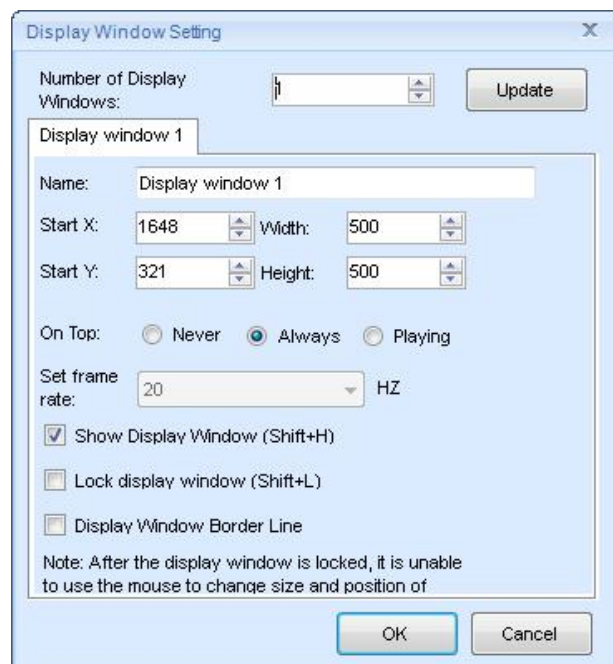 Display Window Setting
X
Number of Display
Windows:
1
Update
Display window 1
Name:
Display window 1
Start X:
1648
Width:
500
Start Y:
321
Height:
500
On Top:
Never
Always
Playing
Set frame
rate:
20
HZ
Show Display Window (Shift+H)
Lock display window (Shift+L)
Display Window Border Line
Note: After the display window is locked, it is unable
to use the mouse to change size and position of
OK
Cancel